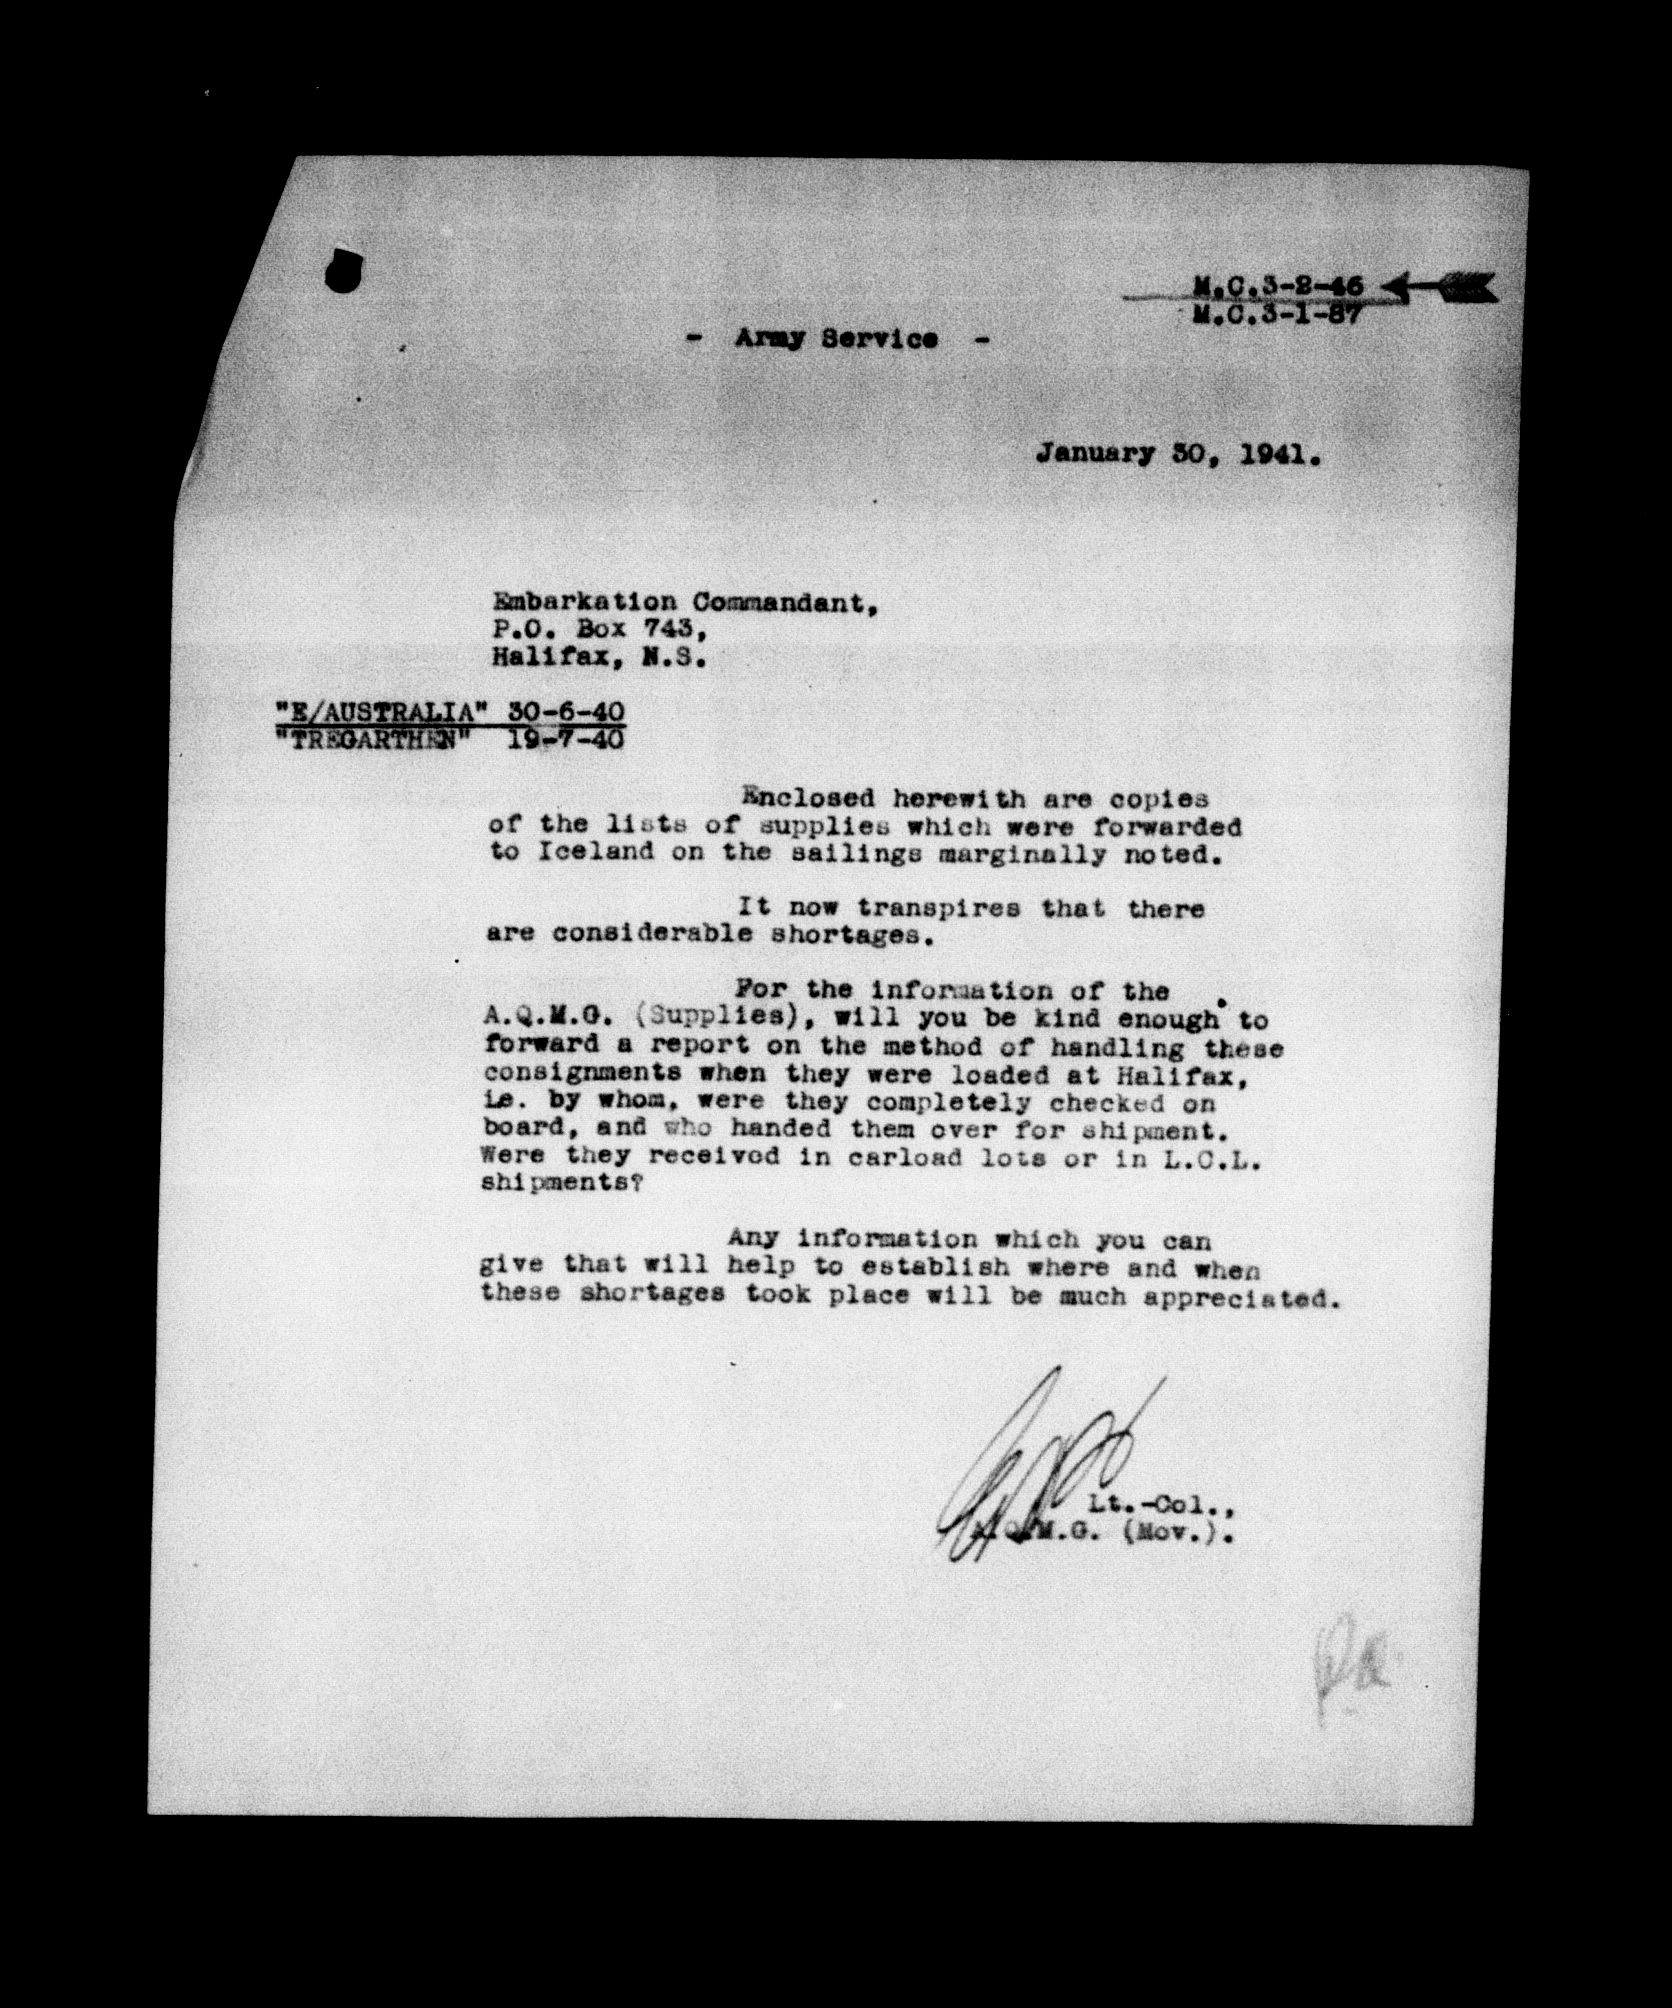 M.C.3-2-46
M.C.3-1-87
- Army Service -
January 30, 1941.
Embarkation Commandant,
P.O. Box 743,
Halifax, N.S.
"E/AUSTRALIA" 30-6-40
"TREGARTHEN" 19-7-40
Enclosed herewith are copies
of the lists of supplies which were forwarded
to Iceland on the sailings marginally noted.
It now transpires that there
are considerable shortages.
For the information of the
A.Q.M.G. (Supplies), will you be kind enough to
forward a report on the method of handling these
consignments when they were loaded at Halifax,
i.e. by whom, were they completely checked on
board, and who handed them over for shipment.
Were they received in carload lots or in L.C.L.
shipments?
Any information which you can
give that will help to establish where and when
these shortages took place will be much appreciated.
Lt.-Col.,
A.Q.M.G. (Mov.).